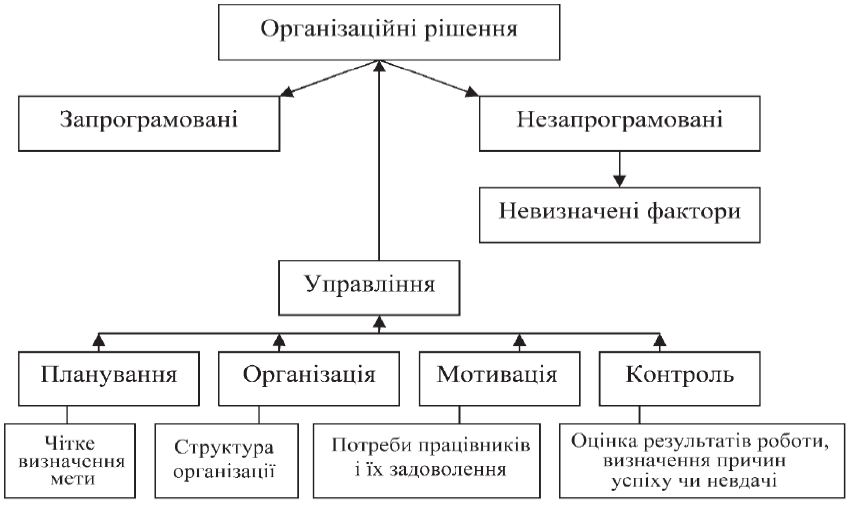 Організаційні рішення
Запрограмовані
Незапрограмовані
Невизначені фактори
Управління
Планування
Організація
Мотивація
Контроль
Чітке
визначення
мети
Структура
організації
Потреби працівників
і їх задоволення
Оцінка результатів роботи,
визначення причин
успіху чи невдачі